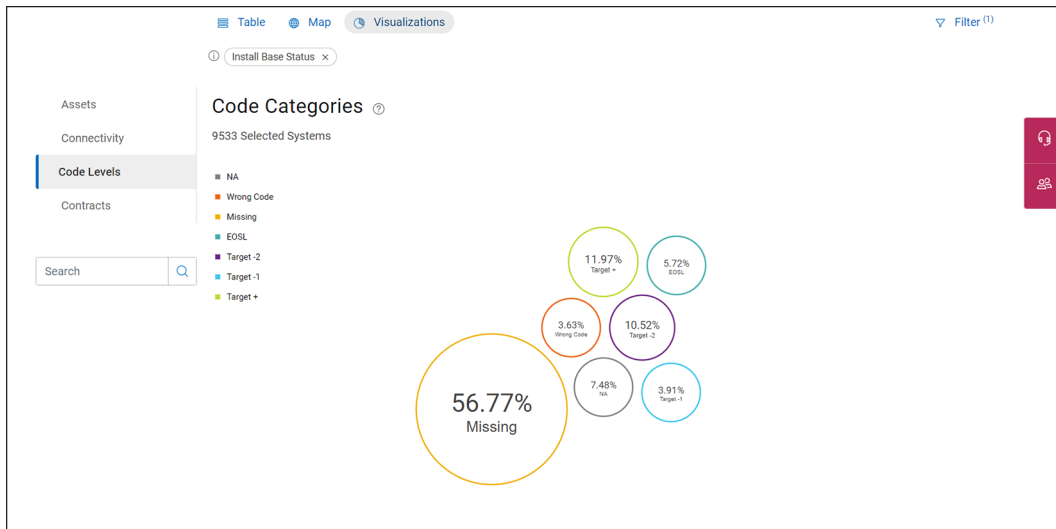 Table Map Visualizations Filter (1)
Install Base Status ×
Assets
Connectivity
Code Levels
Contracts
Search
Code Categories
9533 Selected Systems
NA
Wrong Code
Missing
EOSL
Target -2
Target -1
Target +
11.97%
Target +
5.72%
EOSL
3.63%
Wrong Code
10.52%
Target -2
56.77%
Missing
7.48%
NA
3.91%
Target -1